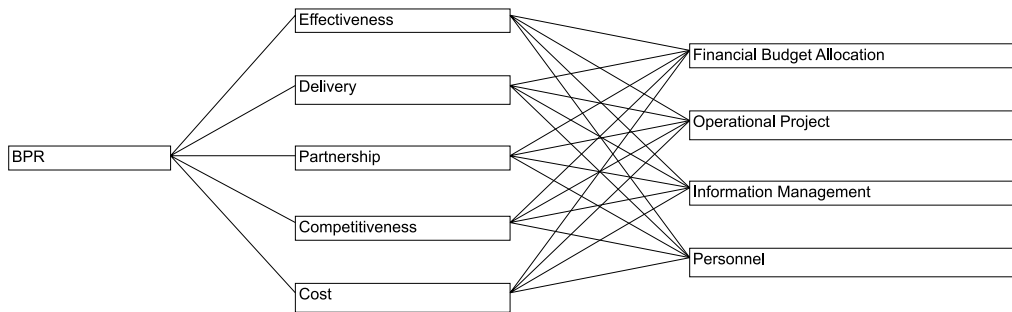 BPR
Effectiveness
Delivery
Partnership
Competitiveness
Cost
Financial Budget Allocation
Operational Project
Information Management
Personnel